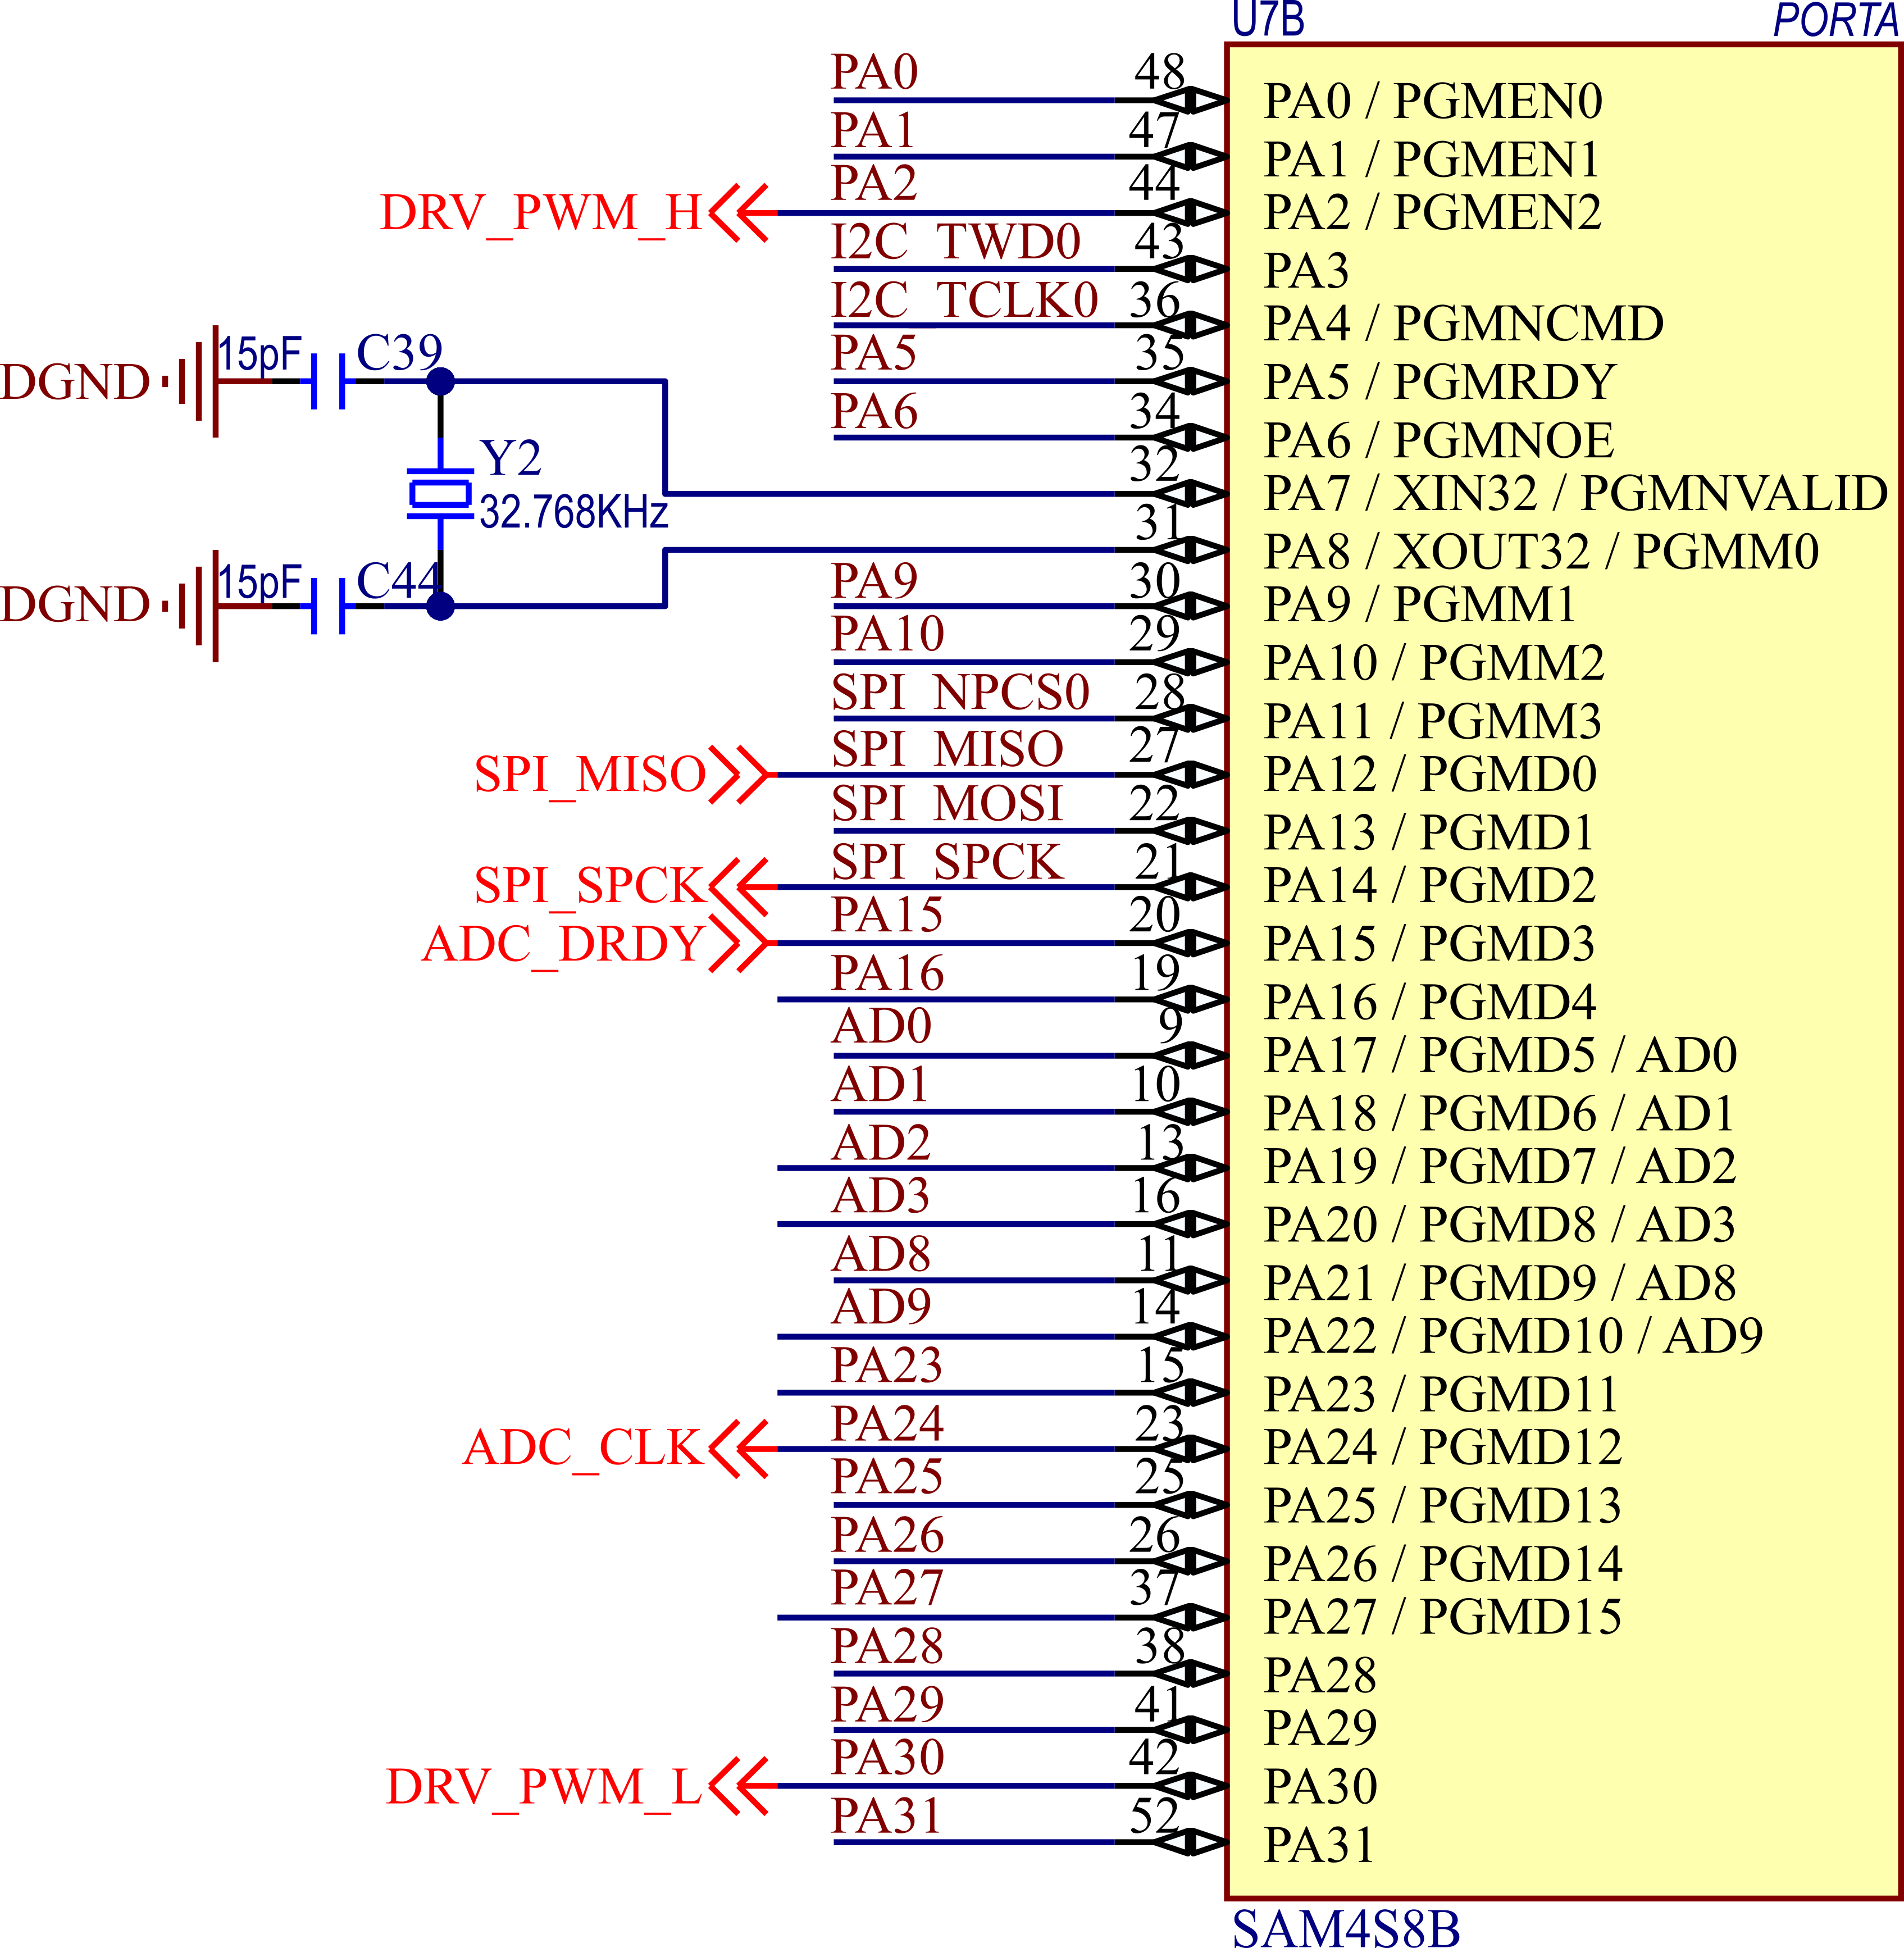 U7B PORTA
PA0 48 PA0 / PGMEN0
PA1 47 PA1 / PGMEN1
DRV_PWM_H PA2 44 PA2 / PGMEN2
I2C_TWD0 43 PA3
I2C_TCLK0 36 PA4 / PGMNCMD
DGND 15pF C39 PA5 35 PA5 / PGMRDY
PA6 34 PA6 / PGMNOE
Y2 32 PA7 / XIN32 / PGMNVALID
32.768KHz
31 PA8 / XOUT32 / PGMM0
DGND 15pF C44 PA9 30 PA9 / PGMM1
PA10 29 PA10 / PGMM2
SPI_NPCS0 28 PA11 / PGMM3
SPI_MISO SPI_MISO 27 PA12 / PGMD0
SPI_MOSI 22 PA13 / PGMD1
SPI_SPCK SPI_SPCK 21 PA14 / PGMD2
ADC_DRDY PA15 20 PA15 / PGMD3
PA16 19 PA16 / PGMD4
AD0 9 PA17 / PGMD5 / AD0
AD1 10 PA18 / PGMD6 / AD1
AD2 13 PA19 / PGMD7 / AD2
AD3 16 PA20 / PGMD8 / AD3
AD8 11 PA21 / PGMD9 / AD8
AD9 14 PA22 / PGMD10 / AD9
PA23 15 PA23 / PGMD11
ADC_CLK PA24 23 PA24 / PGMD12
PA25 25 PA25 / PGMD13
PA26 26 PA26 / PGMD14
PA27 37 PA27 / PGMD15
PA28 38 PA28
PA29 41 PA29
DRV_PWM_L PA30 42 PA30
PA31 52 PA31
SAM4S8B